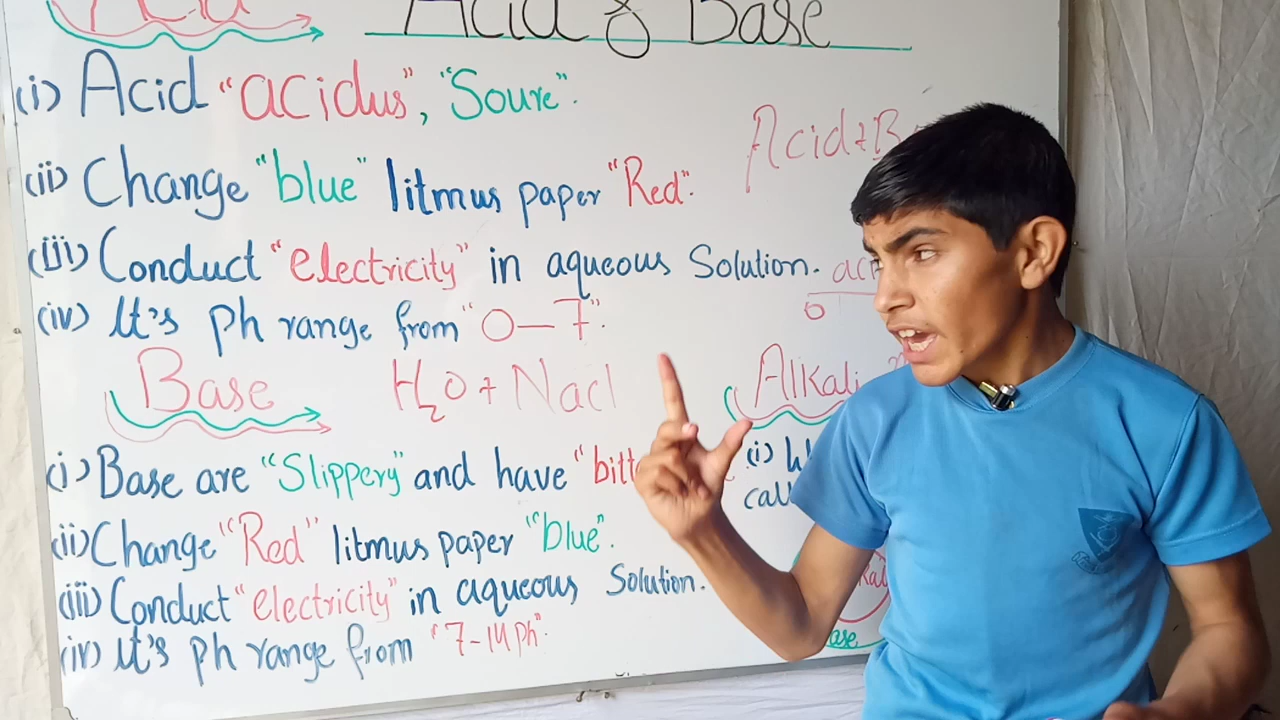 Acid
Acid & Base
(i) Acid "acidus", "Soure".
(ii) Change "blue" litmus paper "Red".
(iii) Conduct "electricity" in aqueous Solution.
(iv) It's Ph range from "0—7".
Acid+B
0
Base
H2O + Nacl
(i) Base are "Slippery" and have
(ii) Change "Red" litmus paper "blue".
(iii) Conduct "electricity" in aqueous Solution.
(iv) It's ph range from "7-14 Ph".
Alkali
(i)